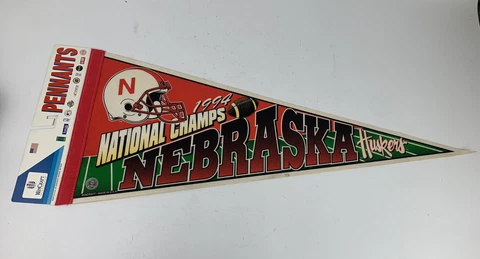 PENNANTS
N
1994
NATIONAL CHAMPS
NEBRASKA
Huskers